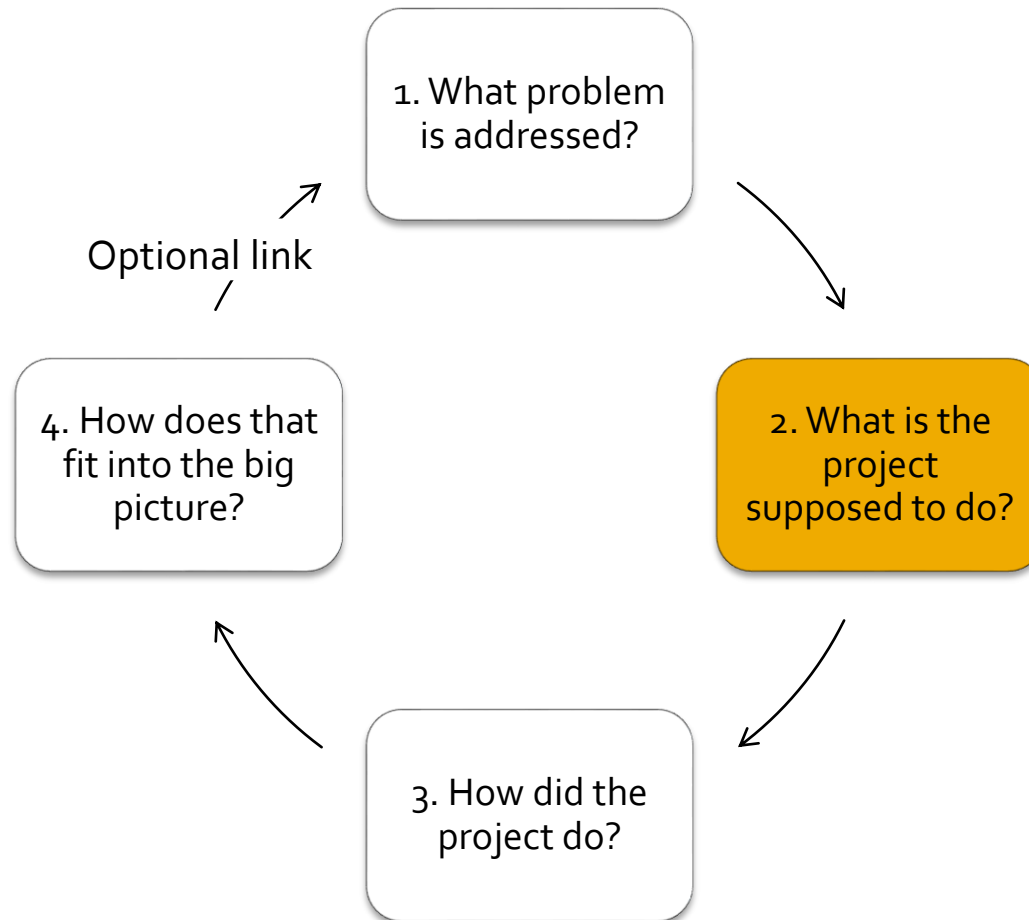 1. What problem
is addressed?
Optional link
4. How does that
fit into the big
picture?
2. What is the
project
supposed to do?
3. How did the
project do?